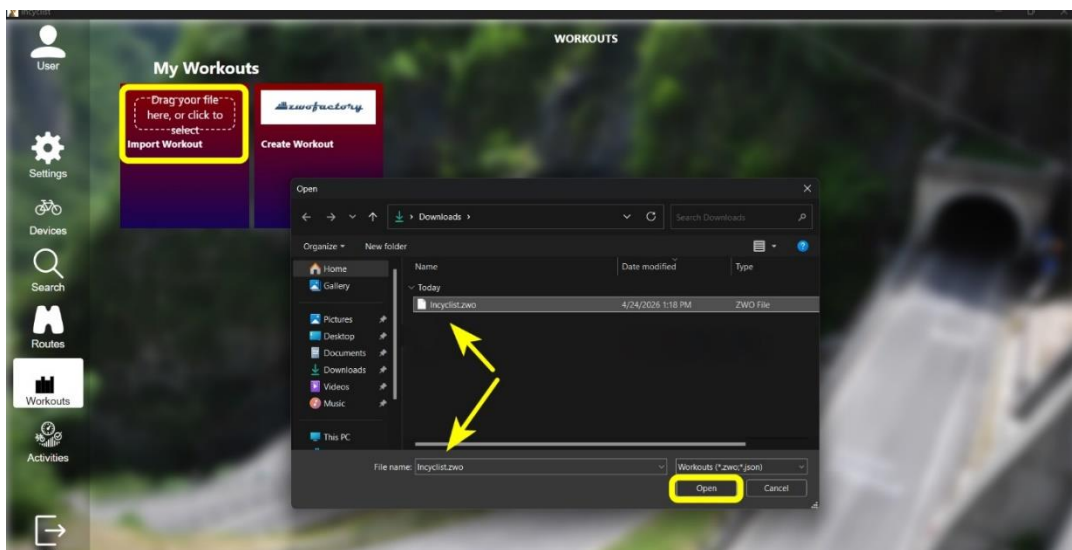 Incyclist
WORKOUTS
User
My Workouts
Drag your file
here, or click to
select
Import Workout
zwofactory
Create Workout
Settings
Devices
Search
Routes
Workouts
Activities
Open
Downloads
Search Downloads
Organize
New folder
Name
Date modified
Type
Home
Gallery
Today
Incyclist.zwo
4/24/2026 1:18 PM
ZWO File
Pictures
Desktop
Documents
Downloads
Videos
Music
This PC
File name:
Incyclist.zwo
Workouts (*.zwo;*.json)
Open
Cancel